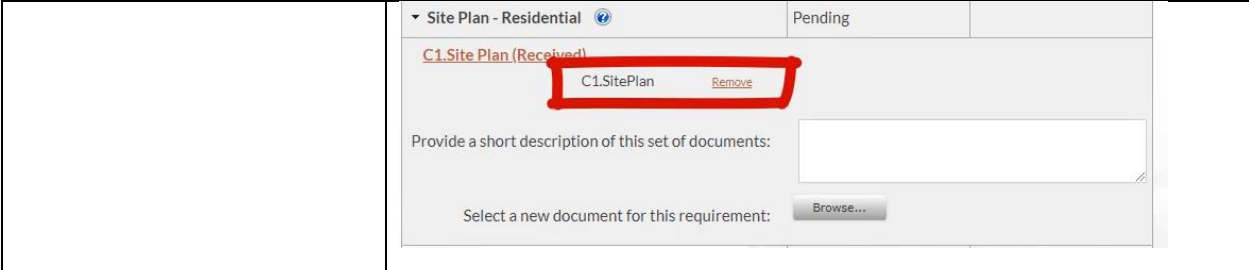 Site Plan - Residential Pending
C1.Site Plan (Received)
C1.SitePlan Remove
Provide a short description of this set of documents:
Select a new document for this requirement: Browse...